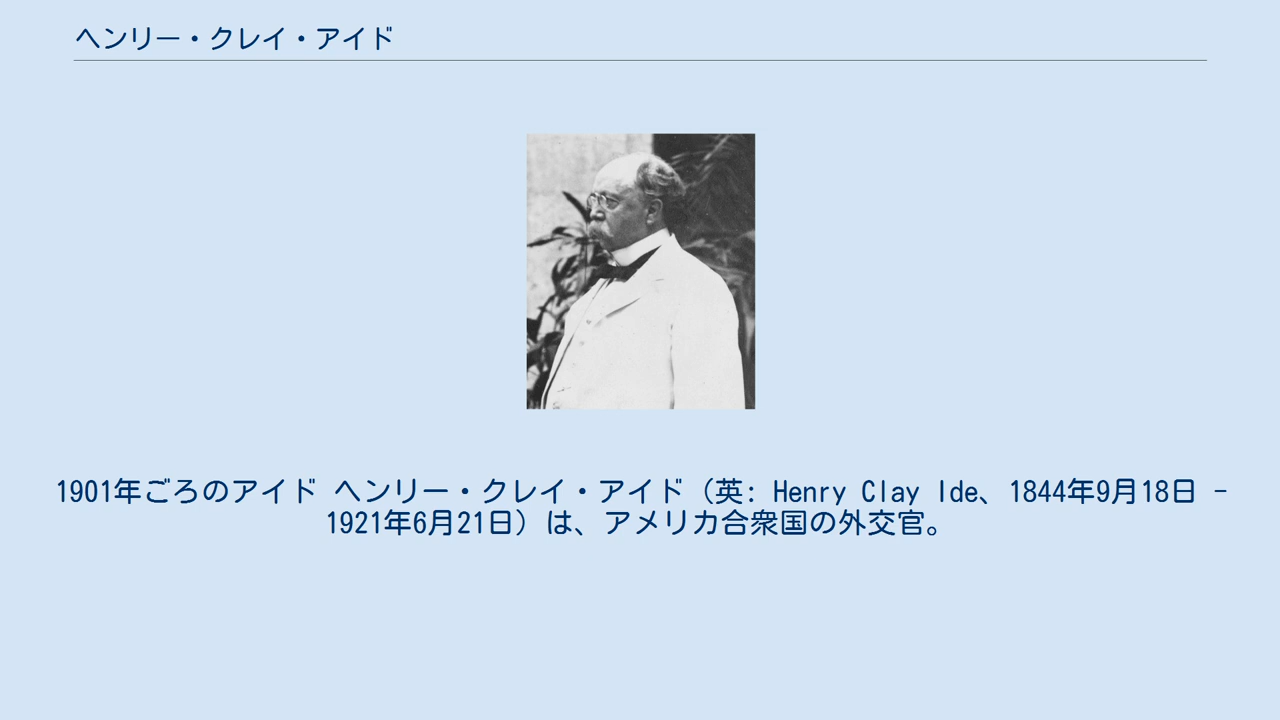 ヘンリー・クレイ・アイド
1901年ごろのアイド ヘンリー・クレイ・アイド（英: Henry Clay Ide、1844年9月18日 -
1921年6月21日）は、アメリカ合衆国の外交官。